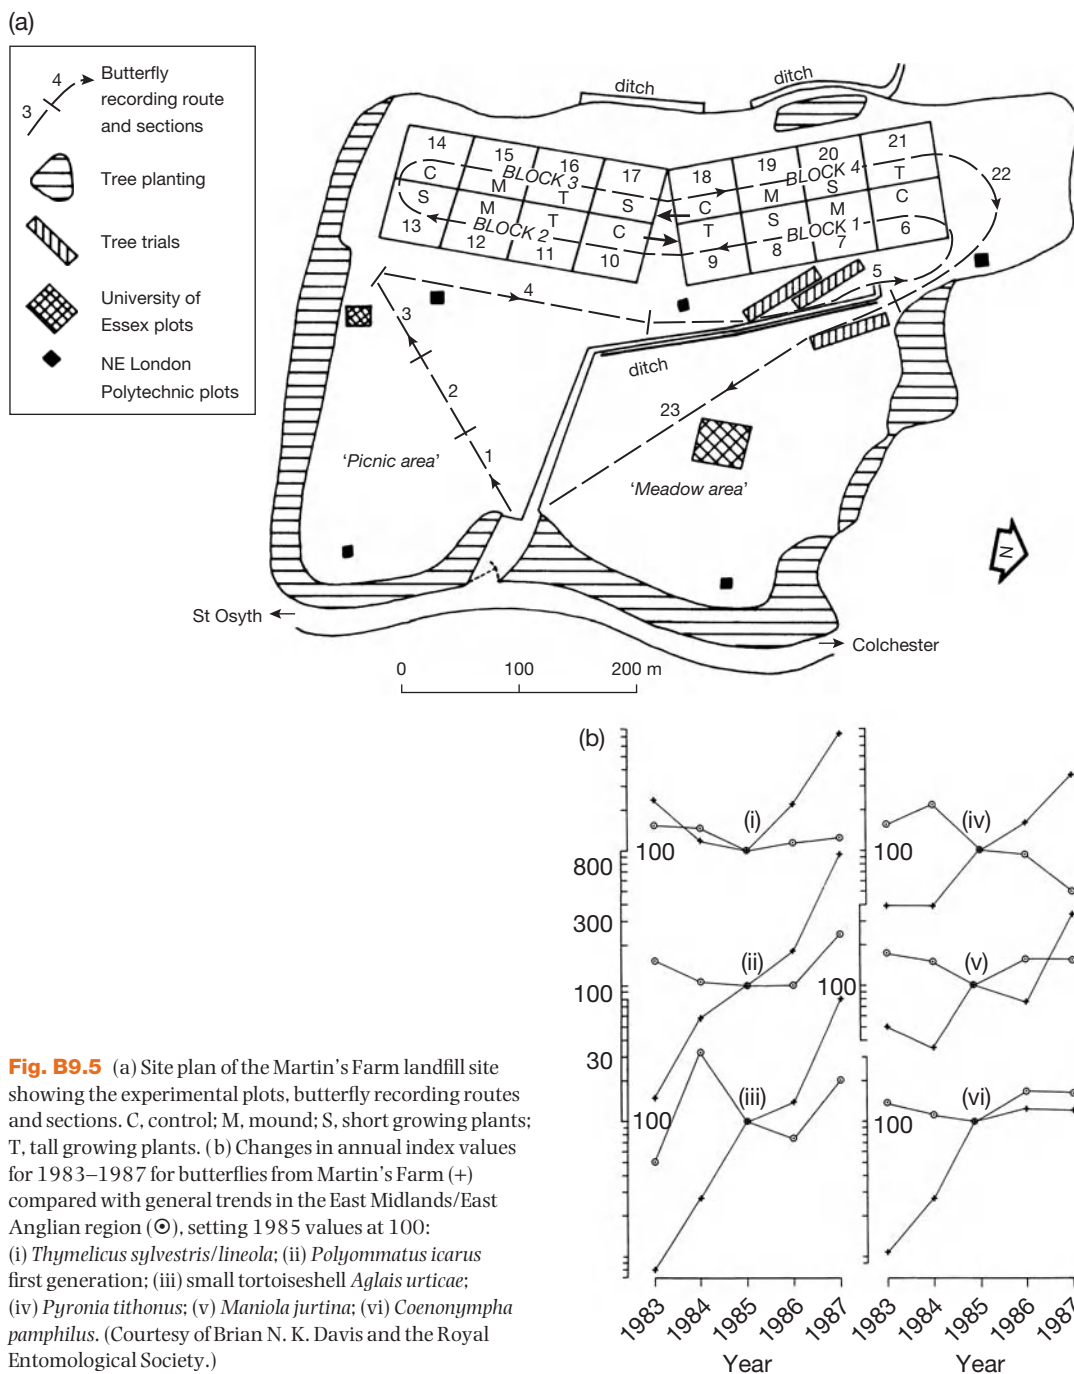 (a)
3
4
Butterfly
recording route
and sections
Tree planting
Tree trials
University of
Essex plots
NE London
Polytechnic plots
ditch
ditch
14
15
16
17
18
19
20
21
22
C
BLOCK 3
M
T
S
C
M
S
BLOCK 4
T
S
M
T
C
T
S
M
C
BLOCK 2
BLOCK 1
13
12
11
10
9
8
7
6
5
4
3
2
1
23
ditch
'Picnic area'
'Meadow area'
N
St Osyth
Colchester
0 100 200 m
(b)
(i)
100
800
300
(ii)
100
30
(iii)
100
(iv)
100
(v)
100
(vi)
100
1983
1984
1985
1986
1987
Year
1983
1984
1985
1986
1987
Year
Fig. B9.5 (a) Site plan of the Martin's Farm landfill site
showing the experimental plots, butterfly recording routes
and sections. C, control; M, mound; S, short growing plants;
T, tall growing plants. (b) Changes in annual index values
for 1983–1987 for butterflies from Martin's Farm (+)
compared with general trends in the East Midlands/East
Anglian region (⊙), setting 1985 values at 100:
(i) Thymelicus sylvestris/lineola; (ii) Polyommatus icarus
first generation; (iii) small tortoiseshell Aglais urticae;
(iv) Pyronia tithonus; (v) Maniola jurtina; (vi) Coenonympha
pamphilus. (Courtesy of Brian N. K. Davis and the Royal
Entomological Society.)